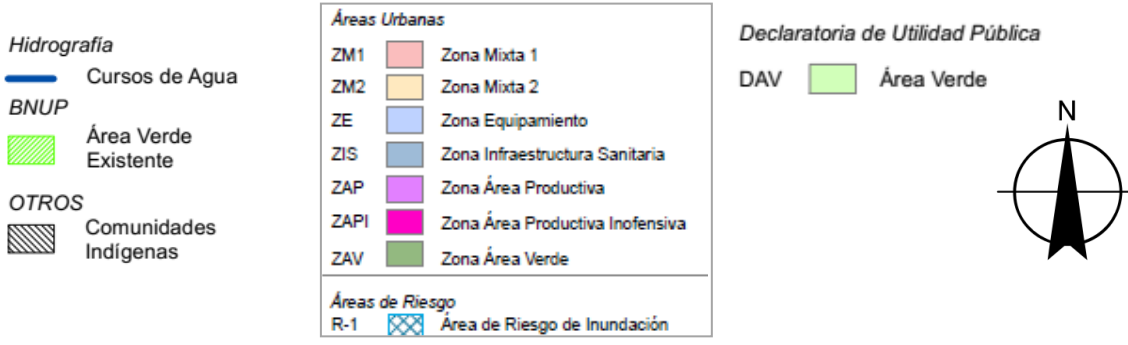 Hidrografía
Cursos de Agua
BNUP
Área Verde
Existente
OTROS
Comunidades
Indígenas
Áreas Urbanas
ZM1 Zona Mixta 1
ZM2 Zona Mixta 2
ZE Zona Equipamiento
ZIS Zona Infraestructura Sanitaria
ZAP Zona Área Productiva
ZAPI Zona Área Productiva Inofensiva
ZAV Zona Área Verde
Áreas de Riesgo
R-1 Área de Riesgo de Inundación
Declaratoria de Utilidad Pública
DAV Área Verde
N